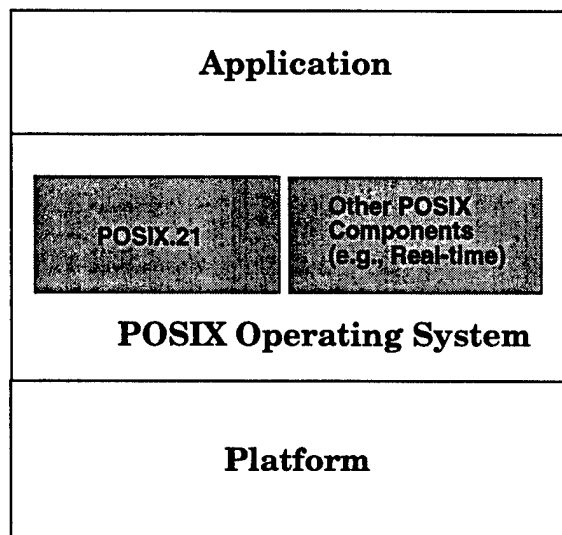 Application
POSIX.21
Other POSIX
Components
(e.g., Real-time)
POSIX Operating System
Platform